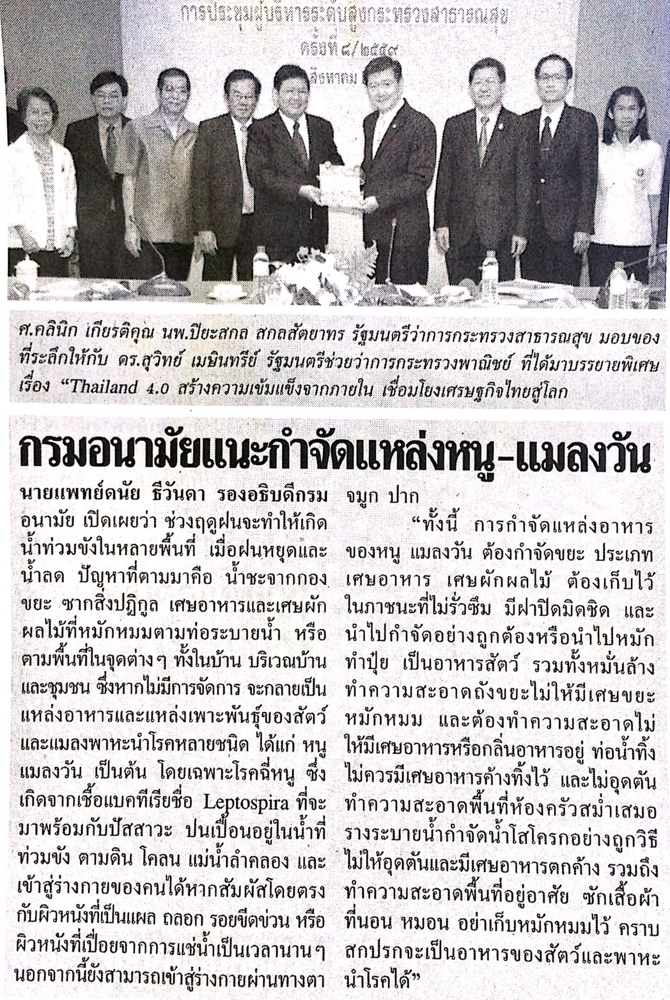 การประชุมผู้บริหารระดับสูงกระทรวงสาธารณสุข
ครั้งที่ ๘/๒๕๕๙
สิงหาคม
ศ.คลินิก เกียรติคุณ นพ.ปิยะสกล สกลสัตยาทร รัฐมนตรีว่าการกระทรวงสาธารณสุข มอบของ
ที่ระลึกให้กับ ดร.สุวิทย์ เมษินทรีย์ รัฐมนตรีช่วยว่าการกระทรวงพาณิชย์ ที่ได้มาบรรยายพิเศษ
เรื่อง “Thailand 4.0 สร้างความเข้มแข็งจากภายใน เชื่อมโยงเศรษฐกิจไทยสู่โลก
กรมอนามัยแนะกำจัดแหล่งหนู-แมลงวัน
นายแพทย์ดนัย ธีวันดา รองอธิบดีกรม
อนามัย เปิดเผยว่า ช่วงฤดูฝนจะทำให้เกิด
น้ำท่วมขังในหลายพื้นที่ เมื่อฝนหยุดและ
น้ำลด ปัญหาที่ตามมาคือ น้ำชะจากกอง
ขยะ ซากสิ่งปฏิกูล เศษอาหารและเศษผัก
ผลไม้ที่หมักหมมตามท่อระบายน้ำ หรือ
ตามพื้นที่ในจุดต่างๆ ทั้งในบ้าน บริเวณบ้าน
และชุมชน ซึ่งหากไม่มีการจัดการ จะกลายเป็น
แหล่งอาหารและแหล่งเพาะพันธุ์ของสัตว์
และแมลงพาหะนำโรคหลายชนิด ได้แก่ หนู
แมลงวัน เป็นต้น โดยเฉพาะโรคฉี่หนู ซึ่ง
เกิดจากเชื้อแบคทีเรียชื่อ Leptospira ที่จะ
มาพร้อมกับปัสสาวะ ปนเปื้อนอยู่ในน้ำที่
ท่วมขัง ตามดิน โคลน แม่น้ำลำคลอง และ
เข้าสู่ร่างกายของคนได้หากสัมผัสโดยตรง
กับผิวหนังที่เป็นแผล ถลอก รอยขีดข่วน หรือ
ผิวหนังที่เปื่อยจากการแช่น้ำเป็นเวลานานๆ
นอกจากนี้ยังสามารถเข้าสู่ร่างกายผ่านทางตา
จมูก ปาก
“ทั้งนี้ การกำจัดแหล่งอาหาร
ของหนู แมลงวัน ต้องกำจัดขยะ ประเภท
เศษอาหาร เศษผักผลไม้ ต้องเก็บไว้
ในภาชนะที่ไม่รั่วซึม มีฝาปิดมิดชิด และ
นำไปกำจัดอย่างถูกต้องหรือนำไปหมัก
ทำปุ๋ย เป็นอาหารสัตว์ รวมทั้งหมั่นล้าง
ทำความสะอาดถังขยะไม่ให้มีเศษขยะ
หมักหมม และต้องทำความสะอาดไม่
ให้มีเศษอาหารหรือกลิ่นอาหารอยู่ ท่อน้ำทิ้ง
ไม่ควรมีเศษอาหารค้างทิ้งไว้ และไม่อุดตัน
ทำความสะอาดพื้นที่ห้องครัวสม่ำเสมอ
รางระบายน้ำกำจัดน้ำโสโครกอย่างถูกวิธี
ไม่ให้อุดตันและมีเศษอาหารตกค้าง รวมถึง
ทำความสะอาดพื้นที่อยู่อาศัย ซักเสื้อผ้า
ที่นอน หมอน อย่าเก็บหมักหมมไว้ คราบ
สกปรกจะเป็นอาหารของสัตว์และพาหะ
นำโรคได้”